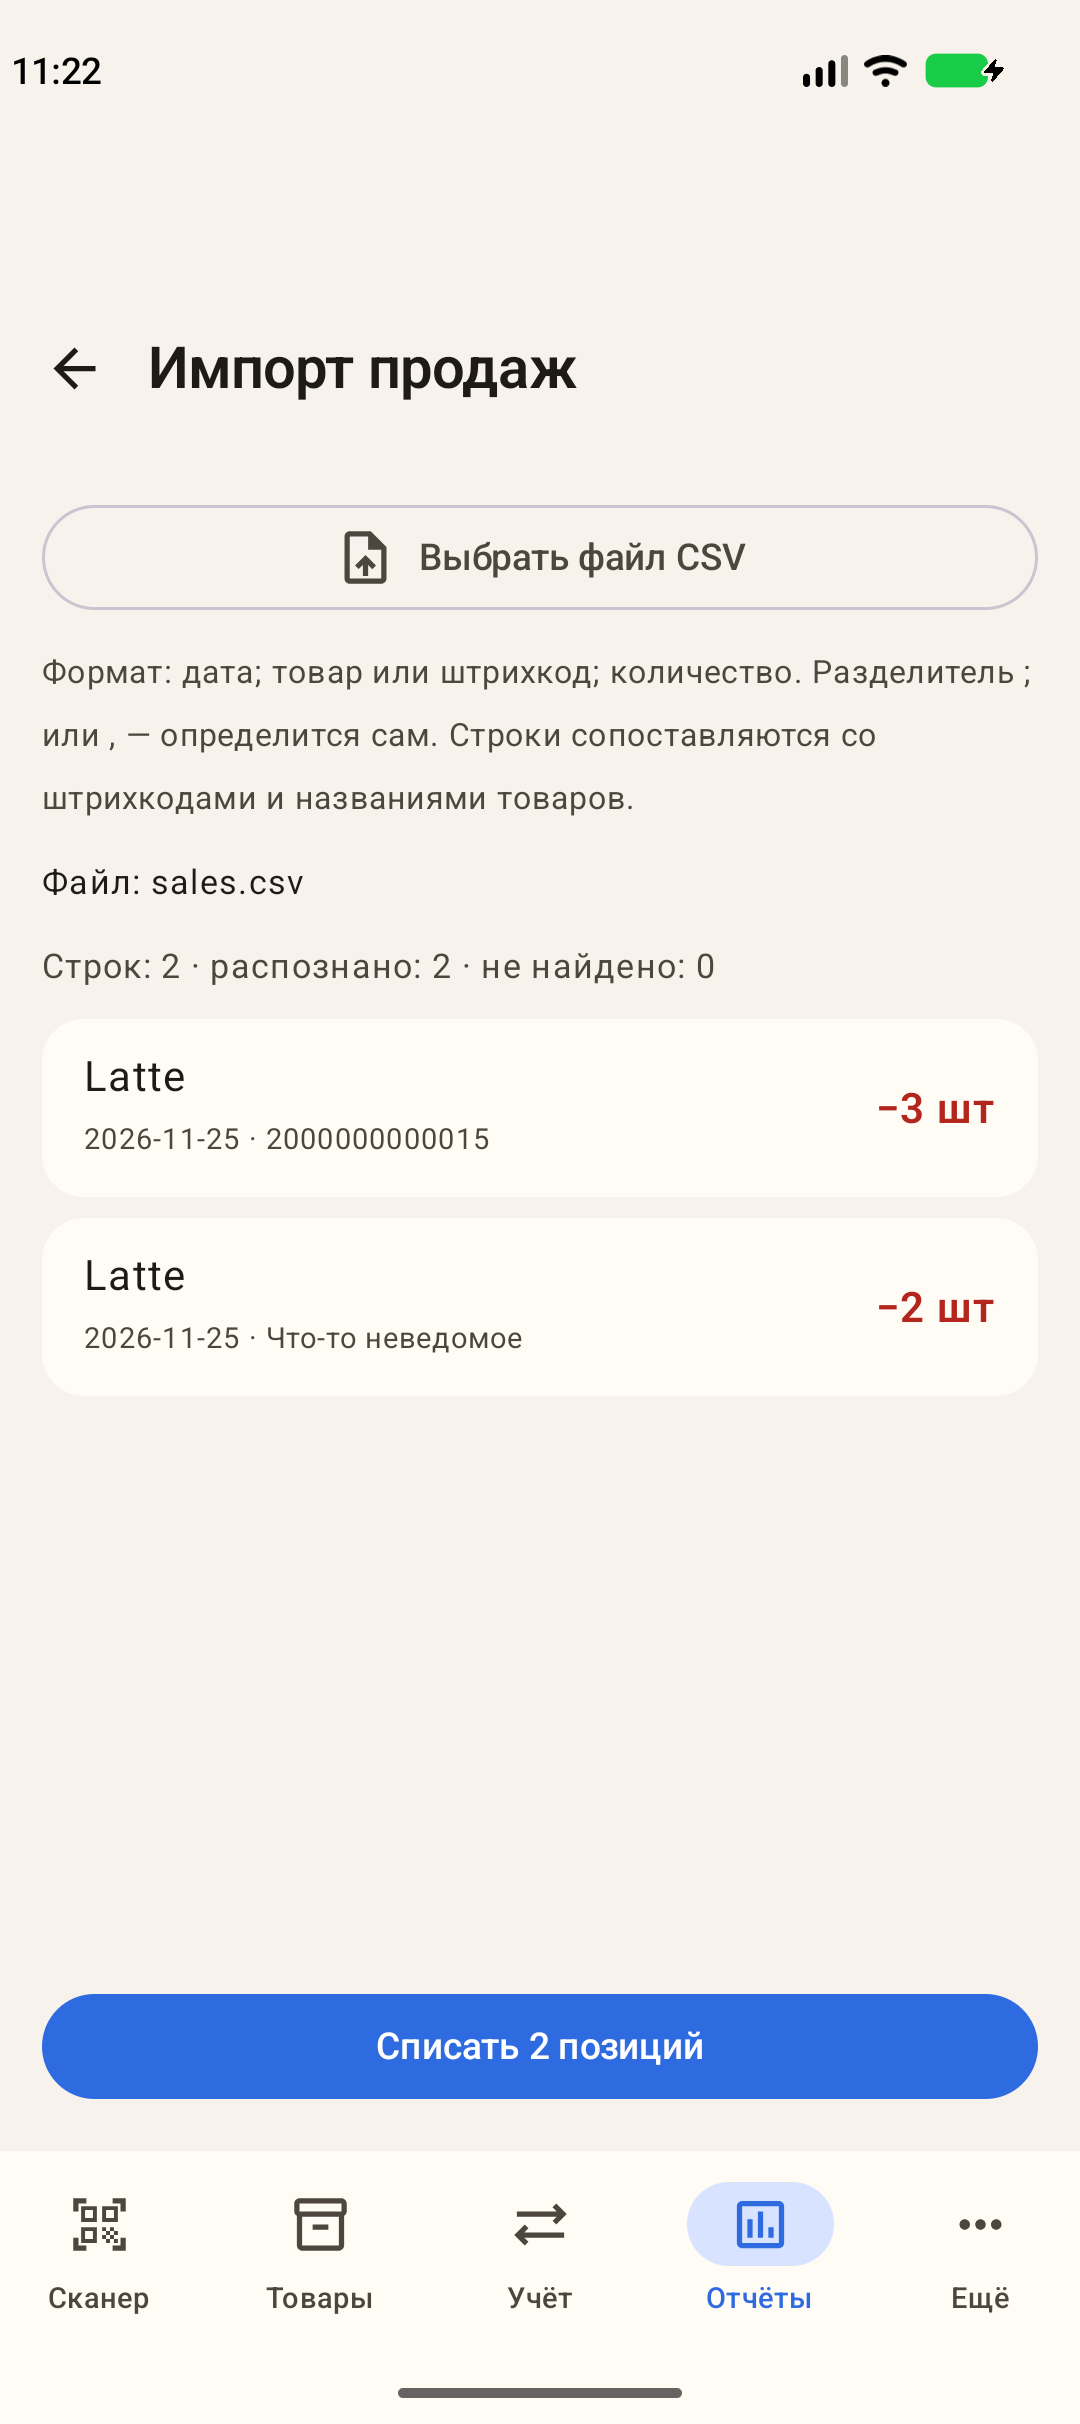 11:22
Импорт продаж
Выбрать файл CSV
Формат: дата; товар или штрихкод; количество. Разделитель ;
или , — определится сам. Строки сопоставляются со
штрихкодами и названиями товаров.
Файл: sales.csv
Строк: 2 · распознано: 2 · не найдено: 0
Latte
2026-11-25 · 2000000000015
−3 шт
Latte
2026-11-25 · Что-то неведомое
−2 шт
Списать 2 позиций
Сканер
Товары
Учёт
Отчёты
Ещё